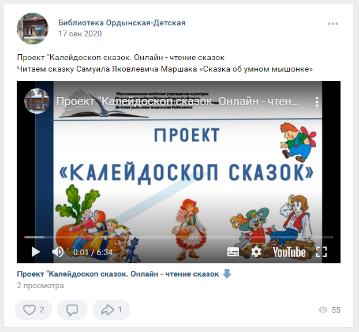 Библиотека Ордынская-Детская
17 сен 2020
Проект "Калейдоскоп сказок. Онлайн - чтение сказок
Читаем сказку Самуила Яковлевича Маршака «Сказка об умном мышонке»
Проект "Калейдоскоп сказок. Онлайн - чтен...
ПРОЕКТ
«КАЛЕЙДОСКОП СКАЗОК»
0:01 / 6:34
YouTube
Проект "Калейдоскоп сказок. Онлайн - чтение сказок
2 просмотра
2
1
55